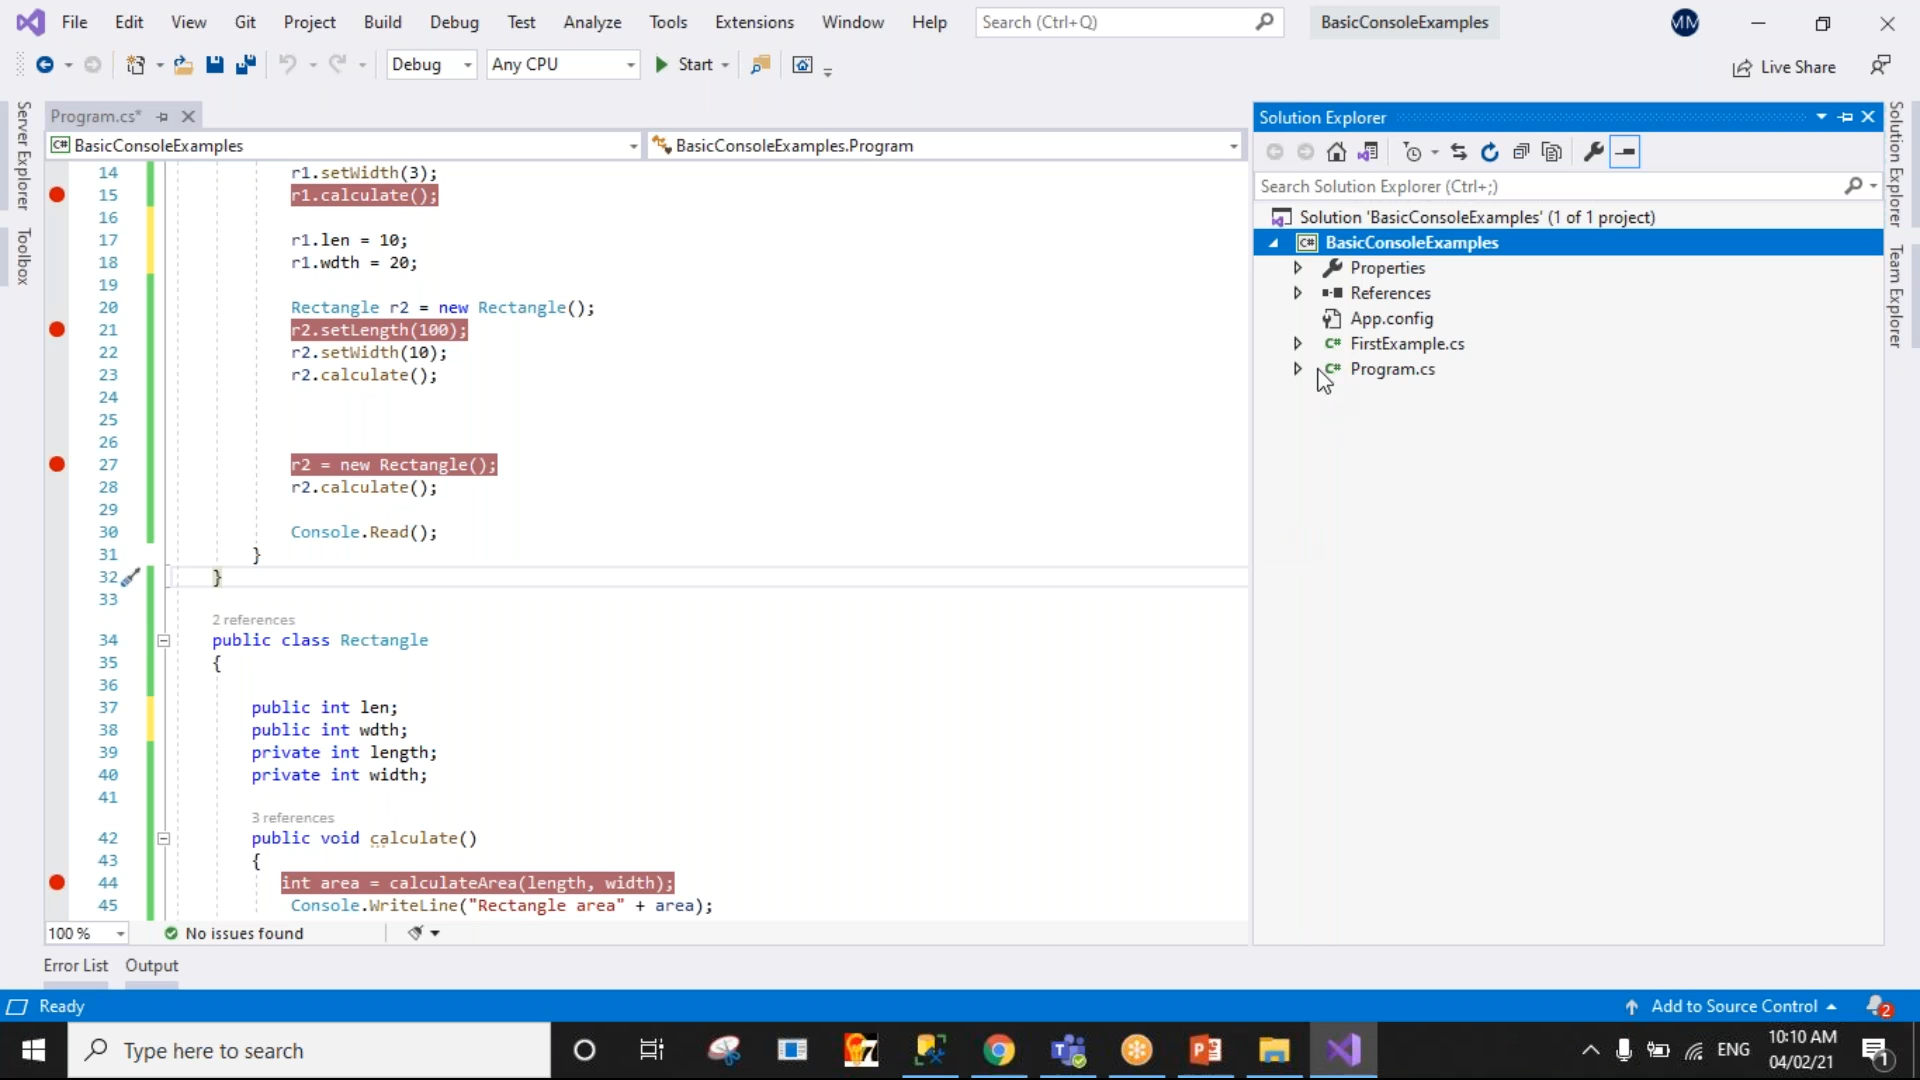 File Edit View Git Project Build Debug Test Analyze Tools Extensions Window Help Search (Ctrl+Q) BasicConsoleExamples MM
Debug Any CPU Start Live Share
Server Explorer
Toolbox
Program.cs*
BasicConsoleExamples BasicConsoleExamples.Program
14 r1.setWidth(3);
15 r1.calculate();
16
17 r1.len = 10;
18 r1.wdth = 20;
19
20 Rectangle r2 = new Rectangle();
21 r2.setLength(100);
22 r2.setWidth(10);
23 r2.calculate();
24
25
26
27 r2 = new Rectangle();
28 r2.calculate();
29
30 Console.Read();
31 }
32 }
33
2 references
34 public class Rectangle
35 {
36
37 public int len;
38 public int wdth;
39 private int length;
40 private int width;
41
3 references
42 public void calculate()
43 {
44 int area = calculateArea(length, width);
45 Console.WriteLine("Rectangle area" + area);
100 % No issues found
Solution Explorer
Search Solution Explorer (Ctrl+;)
Solution 'BasicConsoleExamples' (1 of 1 project)
C# BasicConsoleExamples
Properties
References
App.config
C# FirstExample.cs
C# Program.cs
Solution Explorer
Team Explorer
Error List Output
Ready Add to Source Control 2
Type here to search ENG 10:10 AM
04/02/21 1